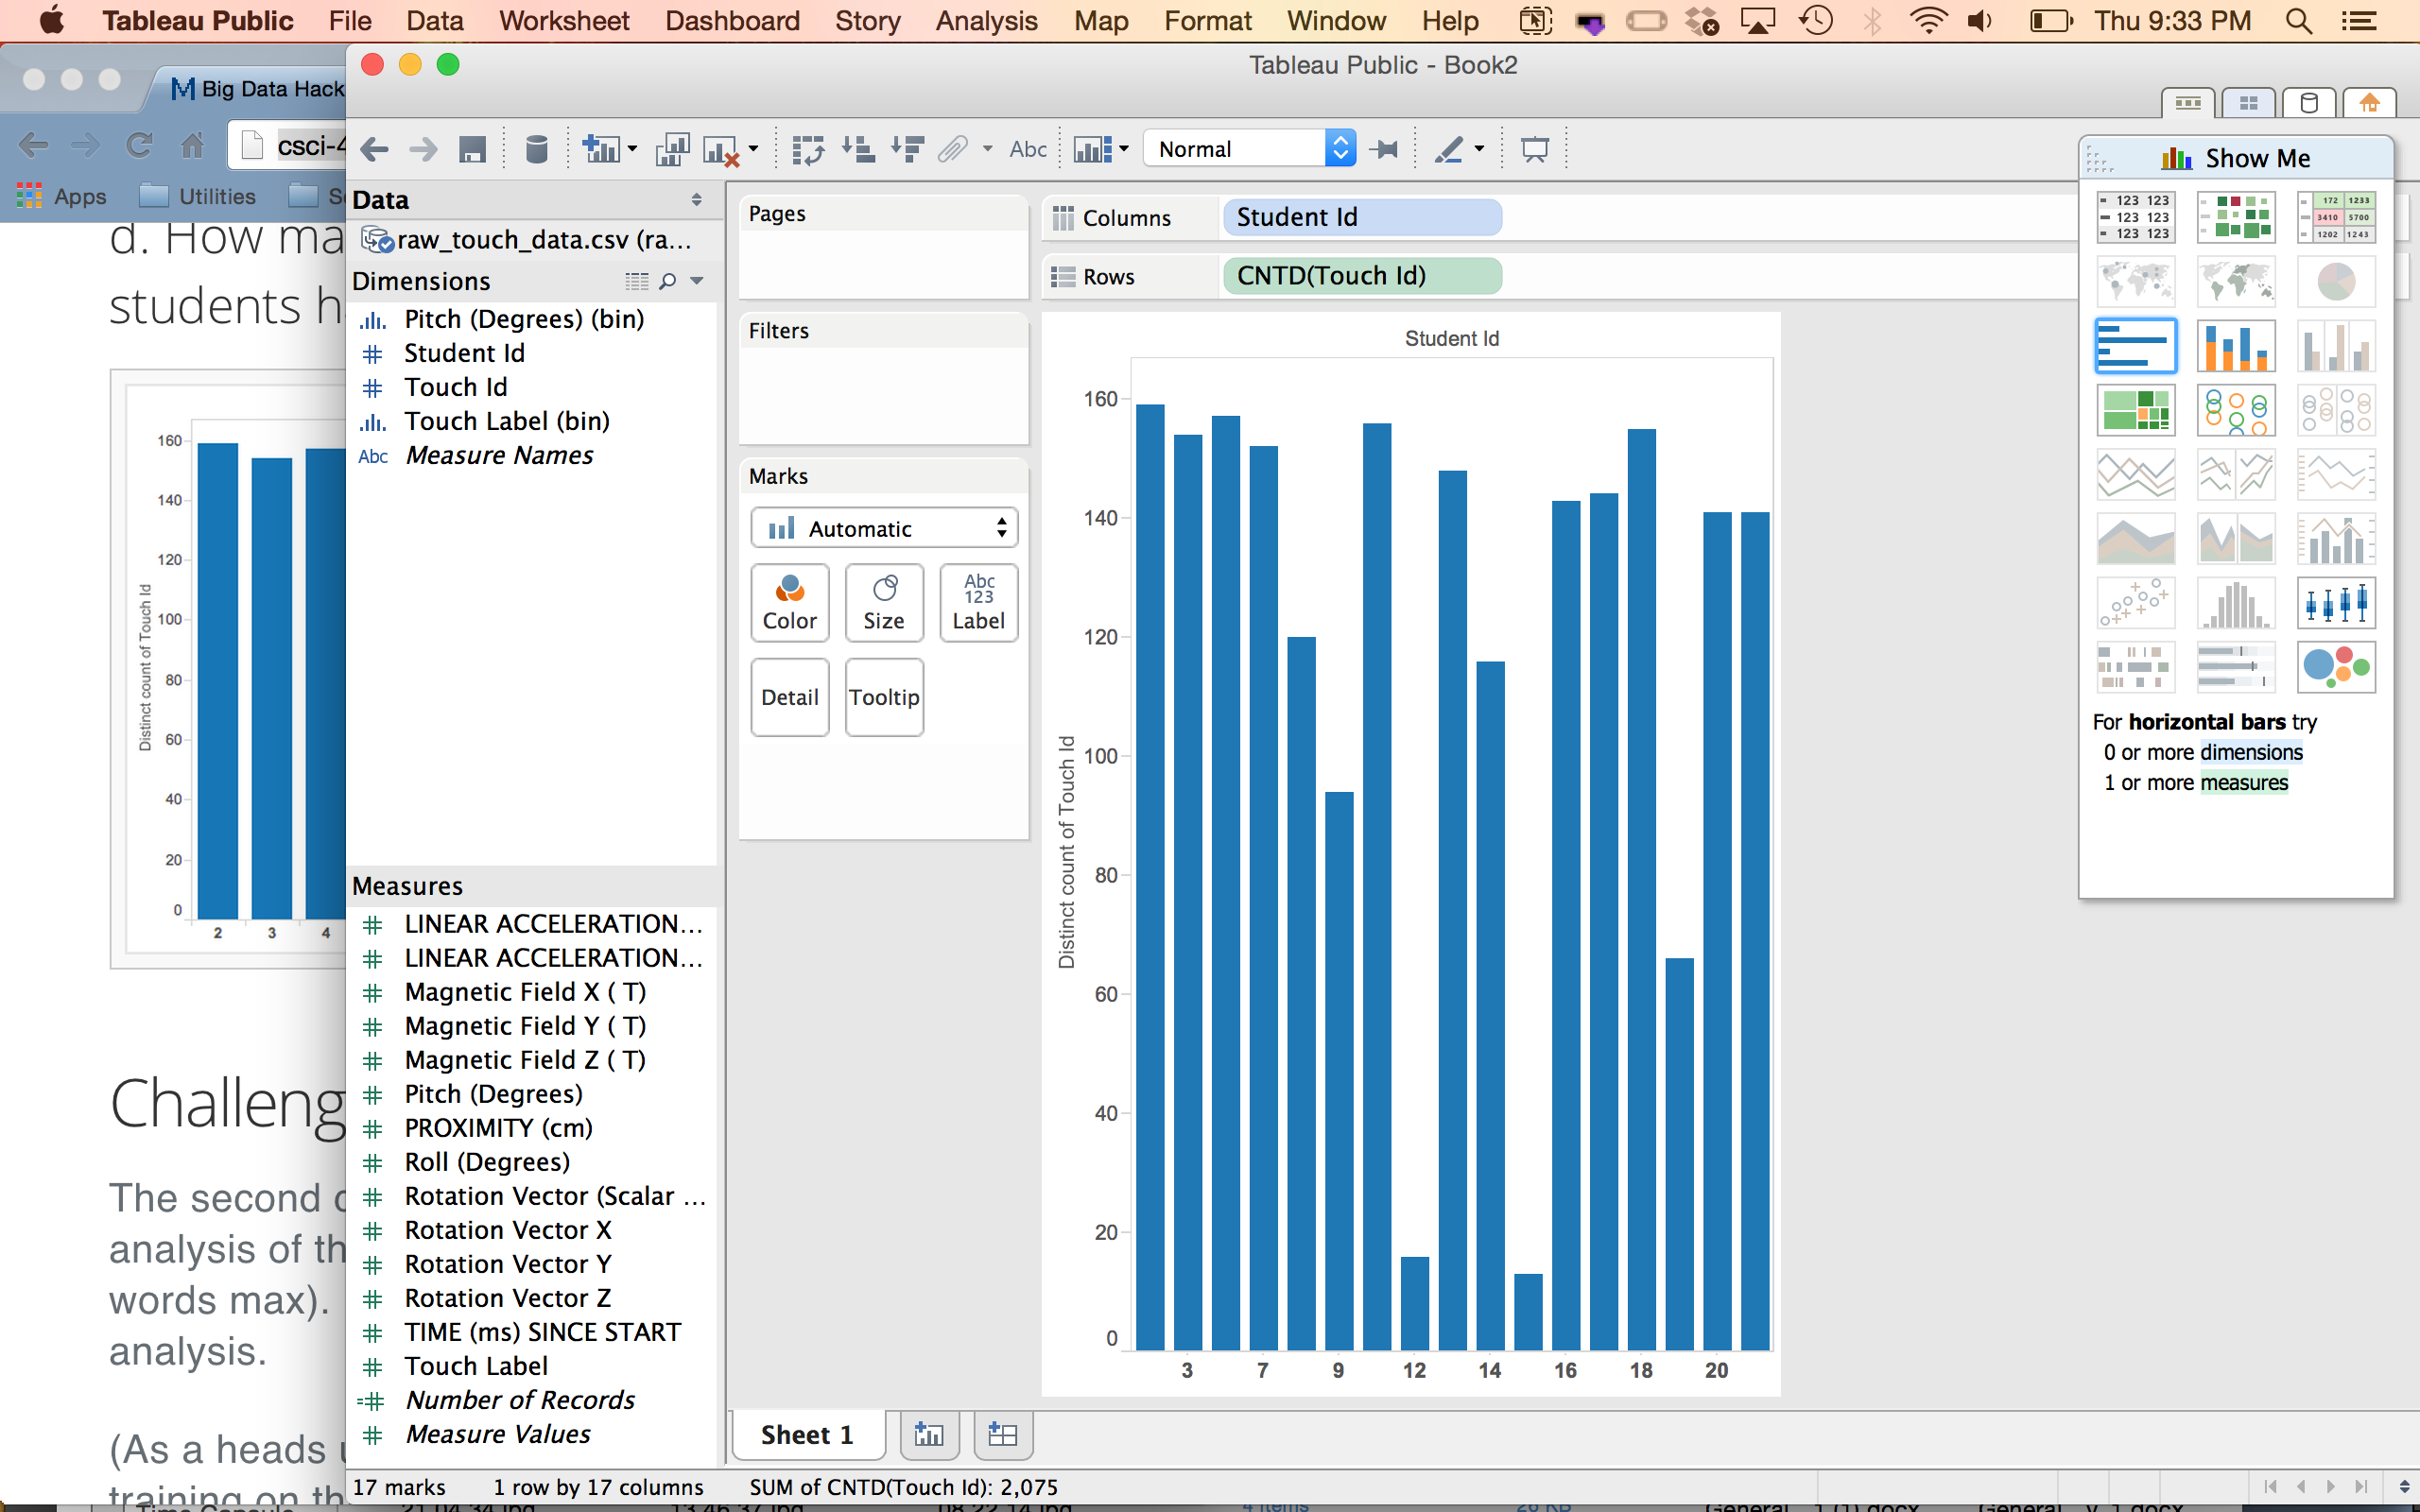 Tableau Public File Data Worksheet Dashboard Story Analysis Map Format Window Help Thu 9:33 PM
Tableau Public - Book2
Big Data Hack
csci-4
Normal
Abc
Apps Utilities
d. How ma
students h
160
140
120
100
80
60
40
20
0
Distinct count of Touch Id
2 3 4
Challeng
The second
analysis of th
words max).
analysis.
(As a heads
training on th
Data
raw_touch_data.csv (ra...
Dimensions
Pitch (Degrees) (bin)
Student Id
Touch Id
Touch Label (bin)
Abc Measure Names
Measures
LINEAR ACCELERATION...
LINEAR ACCELERATION...
Magnetic Field X ( T)
Magnetic Field Y ( T)
Magnetic Field Z ( T)
Pitch (Degrees)
PROXIMITY (cm)
Roll (Degrees)
Rotation Vector (Scalar ...
Rotation Vector X
Rotation Vector Y
Rotation Vector Z
TIME (ms) SINCE START
Touch Label
Number of Records
Measure Values
Pages
Filters
Marks
Automatic
Color Size Abc 123 Label
Detail Tooltip
Columns Student Id
Rows CNTD(Touch Id)
Student Id
160
140
120
100
80
60
40
20
0
Distinct count of Touch Id
3 7 9 12 14 16 18 20
Show Me
123 123 172 1233
123 123 3410 5700
123 123 1202 1243
For horizontal bars try
0 or more dimensions
1 or more measures
Sheet 1
17 marks 1 row by 17 columns SUM of CNTD(Touch Id): 2,075